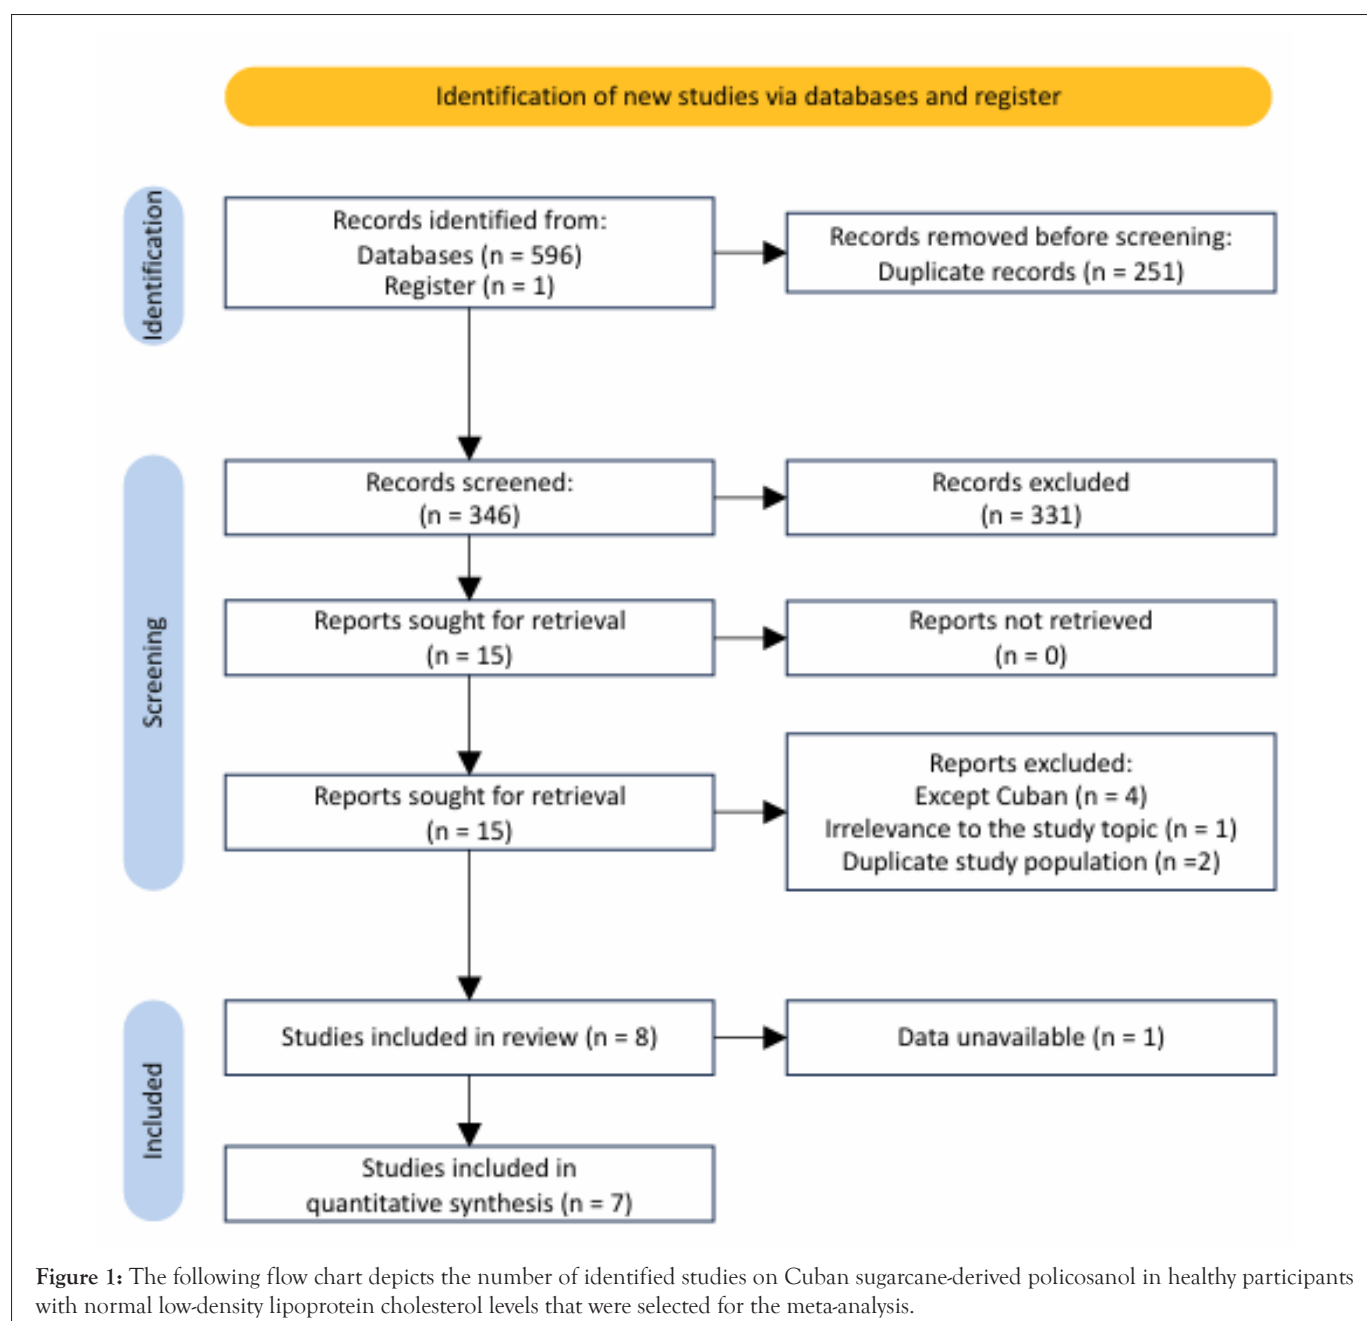 Identification of new studies via databases and register
Identification
Records identified from:
Databases (n = 596)
Register (n = 1)
Records removed before screening:
Duplicate records (n = 251)
Screening
Records screened:
(n = 346)
Records excluded
(n = 331)
Reports sought for retrieval
(n = 15)
Reports not retrieved
(n = 0)
Reports sought for retrieval
(n = 15)
Reports excluded:
Except Cuban (n = 4)
Irrelevance to the study topic (n = 1)
Duplicate study population (n =2)
Included
Studies included in review (n = 8)
Data unavailable (n = 1)
Studies included in
quantitative synthesis (n = 7)
Figure 1: The following flow chart depicts the number of identified studies on Cuban sugarcane-derived policosanol in healthy participants
with normal low-density lipoprotein cholesterol levels that were selected for the meta-analysis.